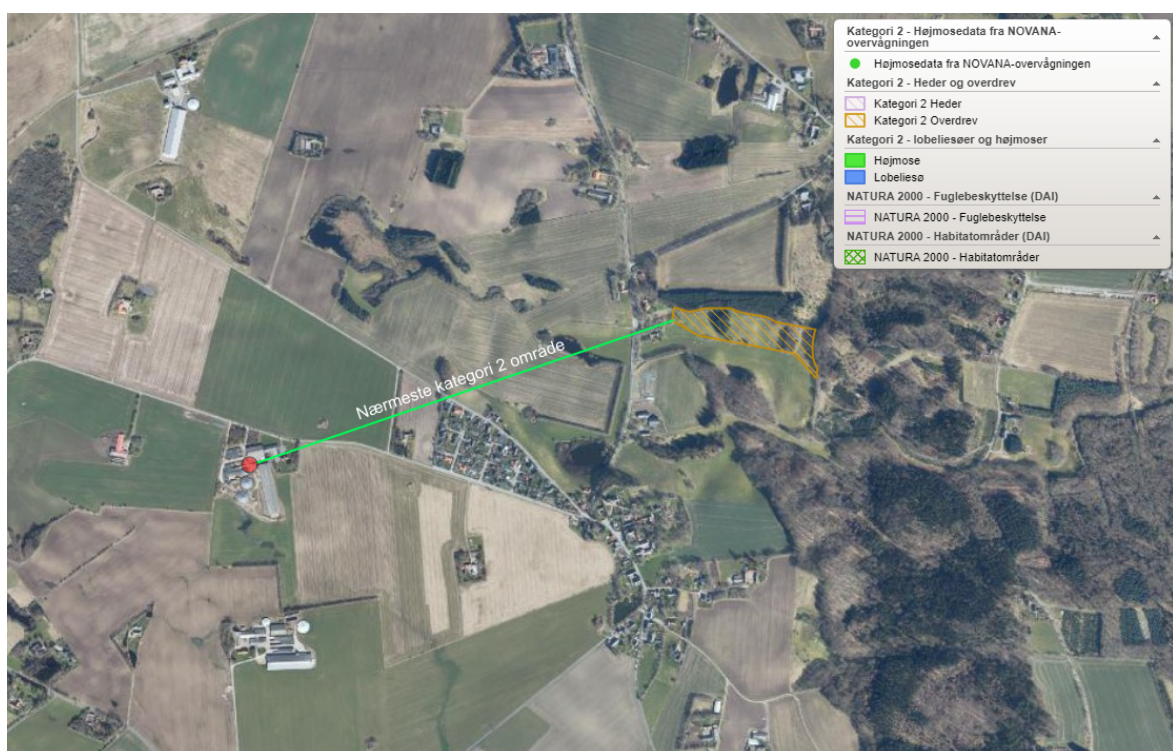 Kategori 2 - Højmosedata fra NOVANA-
overvågningen
Højmosedata fra NOVANA-overvågningen
Kategori 2 - Heder og overdrev
Kategori 2 Heder
Kategori 2 Overdrev
Kategori 2 - lobeliesøer og højmoser
Højmose
Lobeliesø
NATURA 2000 - Fuglebeskyttelse (DAI)
NATURA 2000 - Fuglebeskyttelse
NATURA 2000 - Habitatområder (DAI)
NATURA 2000 - Habitatområder
Nærmeste kategori 2 område